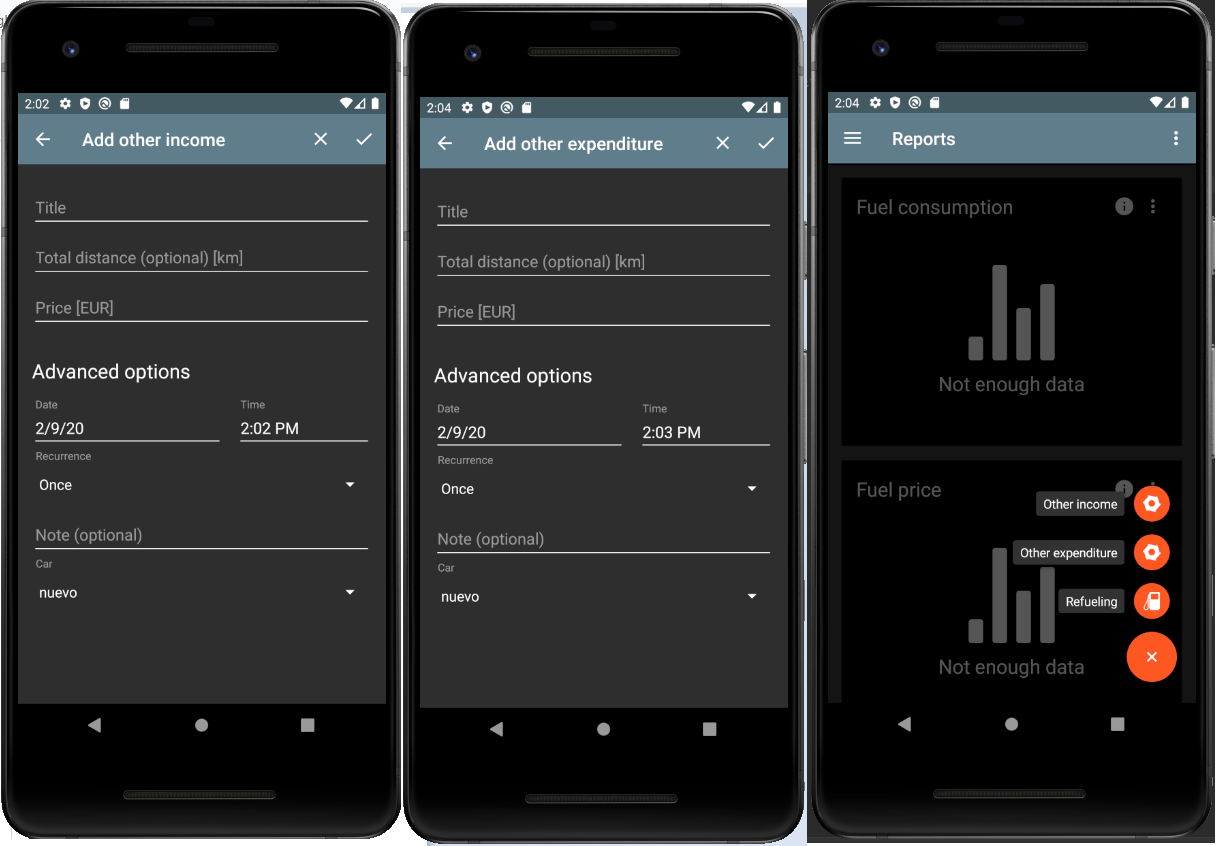 2:02
Add other income
Title
Total distance (optional) [km]
Price [EUR]
Advanced options
Date Time
2/9/20 2:02 PM
Recurrence
Once
Note (optional)
Car
nuevo
2:04
Add other expenditure
Title
Total distance (optional) [km]
Price [EUR]
Advanced options
Date Time
2/9/20 2:03 PM
Recurrence
Once
Note (optional)
Car
nuevo
2:04
Reports
Fuel consumption
Not enough data
Fuel price
Other income
Other expenditure
Refueling
Not enough data